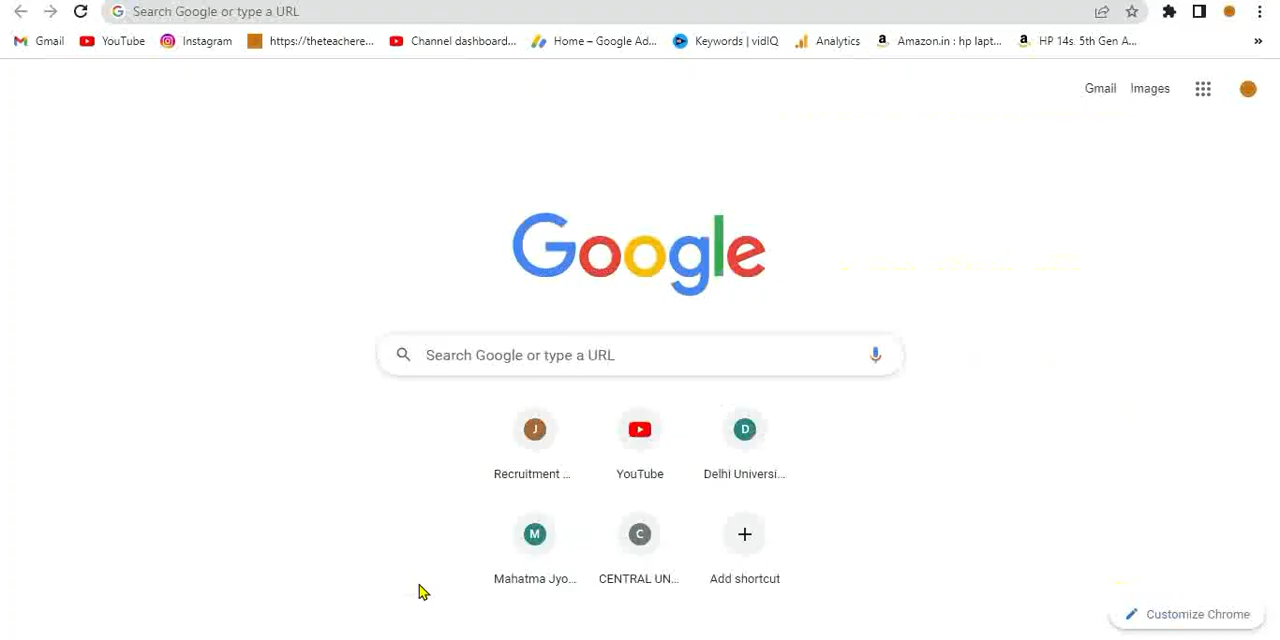 Search Google or type a URL
Gmail YouTube Instagram https://theteachere... Channel dashboard... Home – Google Ad... Keywords | vidIQ Analytics a Amazon.in : hp lapt... a HP 14s, 5th Gen A... »
Gmail Images
Google
Search Google or type a URL
J D
Recruitment ... YouTube Delhi Universi...
M C +
Mahatma Jyo... CENTRAL UN... Add shortcut
Customize Chrome